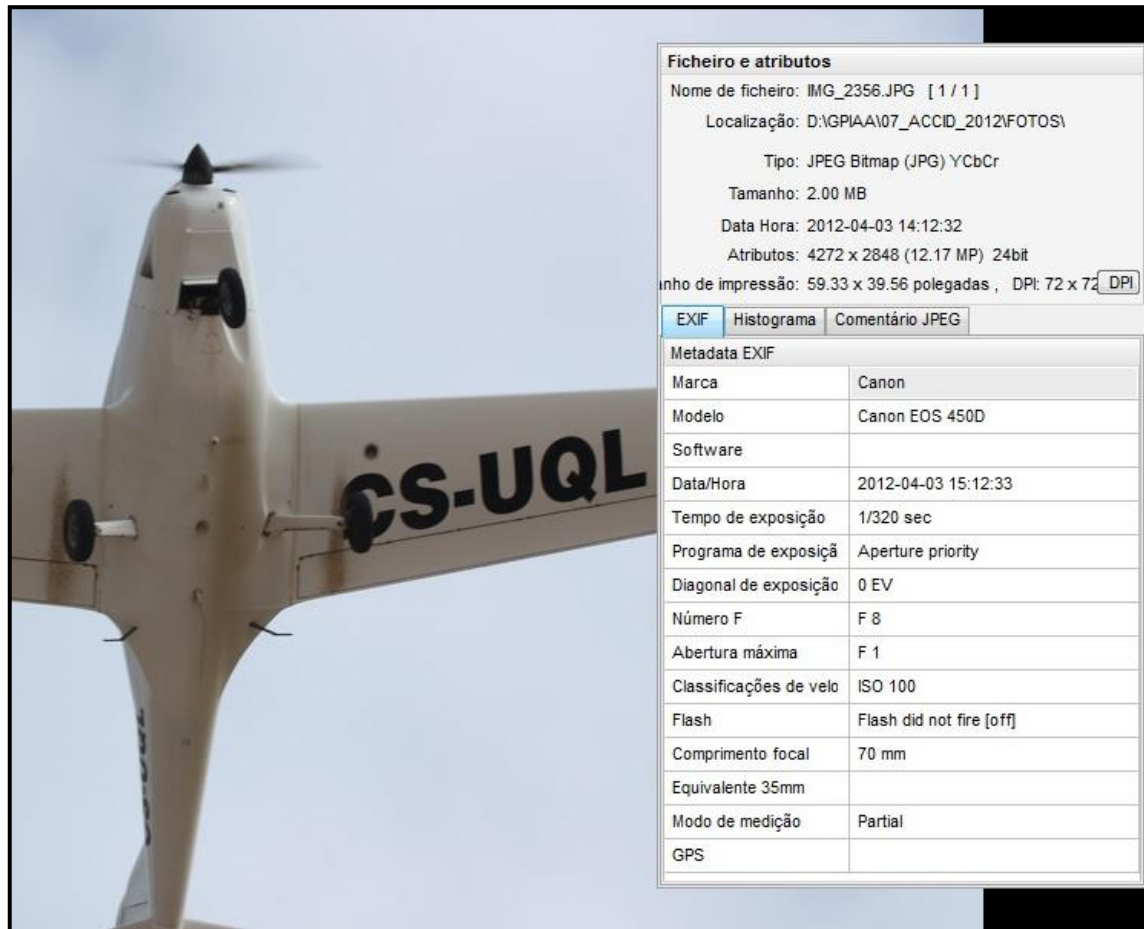 Ficheiro e atributos
Nome de ficheiro: IMG_2356.JPG [ 1 / 1 ]
Localização: D:\GPIAA\07_ACCID_2012\FOTOS\
Tipo: JPEG Bitmap (JPG) YCbCr
Tamanho: 2.00 MB
Data Hora: 2012-04-03 14:12:32
Atributos: 4272 x 2848 (12.17 MP) 24bit
nho de impressão: 59.33 x 39.56 polegadas , DPI: 72 x 72 DPI
EXIF Histograma Comentário JPEG
Metadata EXIF
Marca Canon
Modelo Canon EOS 450D
Software
Data/Hora 2012-04-03 15:12:33
Tempo de exposição 1/320 sec
Programa de exposiçã Aperture priority
Diagonal de exposição 0 EV
Número F F 8
Abertura máxima F 1
Classificações de velo ISO 100
Flash Flash did not fire [off]
Comprimento focal 70 mm
Equivalente 35mm
Modo de medição Partial
GPS
CS-UQL
CS-UQL